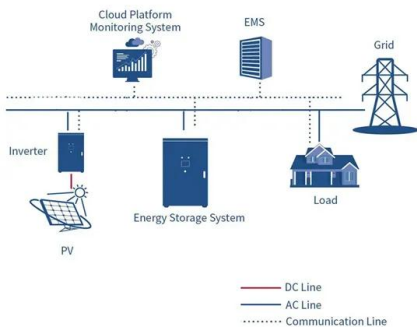 Cloud Platform
Monitoring System
EMS
Grid
Inverter
Energy Storage System
Load
PV
DC Line
AC Line
Communication Line